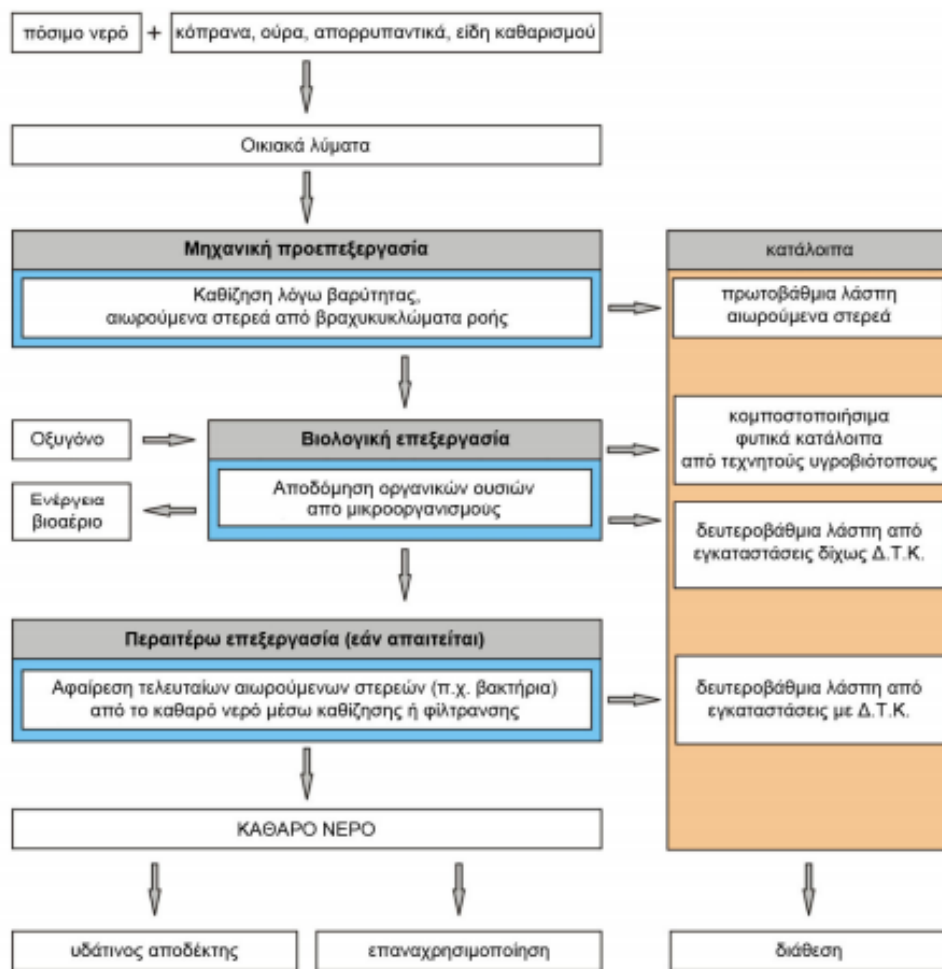 πόσιμο νερό + κόπρανα, ούρα, απορρυπαντικά, είδη καθαρισμού
Οικιακά λύματα
Μηχανική προεπεξεργασία
Καθίζηση λόγω βαρύτητας,
αιωρούμενα στερεά από βραχυκυκλώματα ροής
κατάλοιπα
πρωτοβάθμια λάσπη
αιωρούμενα στερεά
Οξυγόνο
Βιολογική επεξεργασία
Αποδόμηση οργανικών ουσιών
από μικροοργανισμούς
Ενέργεια
βιοαέριο
κομποστοποιήσιμα
φυτικά κατάλοιπα
από τεχνητούς υγροβιότοπους
δευτεροβάθμια λάσπη από
εγκαταστάσεις δίχως Δ.Τ.Κ.
Περαιτέρω επεξεργασία (εάν απαιτείται)
Αφαίρεση τελευταίων αιωρούμενων στερεών (π.χ. βακτήρια)
από το καθαρό νερό μέσω καθίζησης ή φίλτρανσης
δευτεροβάθμια λάσπη από
εγκαταστάσεις με Δ.Τ.Κ.
ΚΑΘΑΡΟ ΝΕΡΟ
υδάτινος αποδέκτης
επαναχρησιμοποίηση
διάθεση